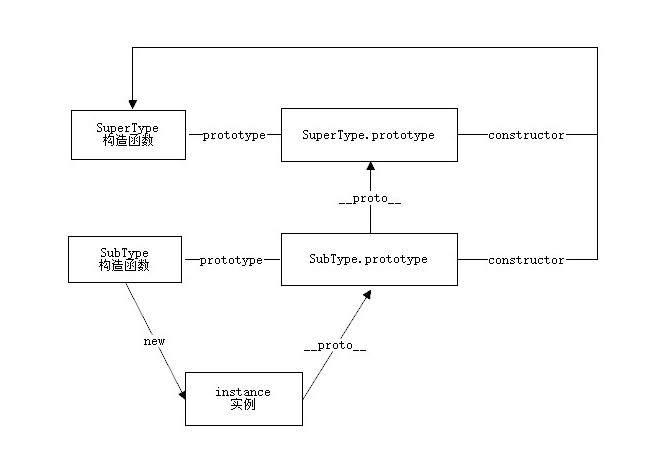 SuperType
构造函数
prototype
SuperType.prototype
constructor
__proto__
SubType
构造函数
prototype
SubType.prototype
constructor
new
__proto__
instance
实例